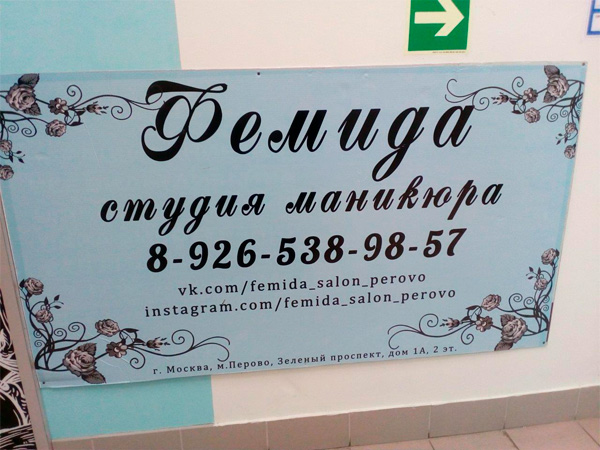 Фемида
студия маникюра
8-926-538-98-57
vk.com/femida_salon_perovo
instagram.com/femida_salon_perovo
г. Москва, м.Перово, Зеленый проспект, дом 1А, 2 эт.